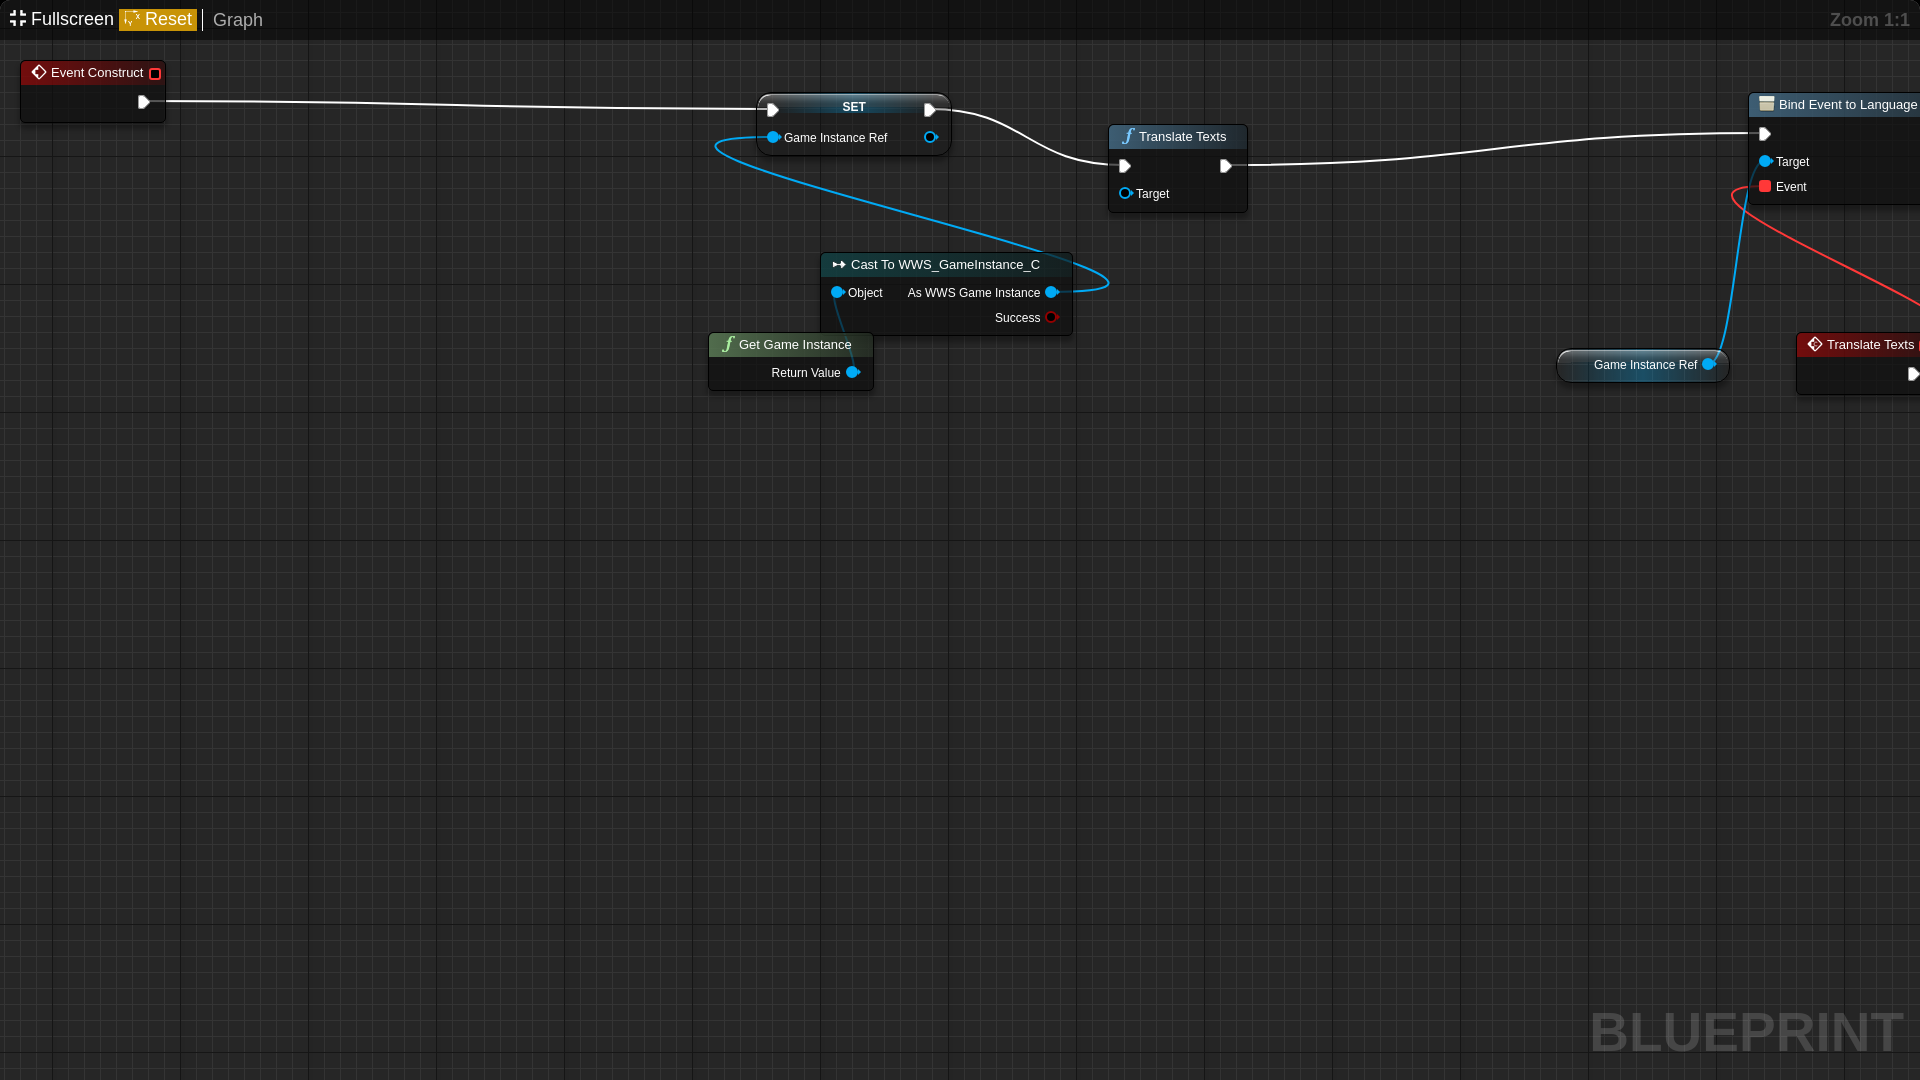 Fullscreen Reset Graph
Zoom 1:1
Event Construct
SET
Game Instance Ref
Translate Texts
Target
Bind Event to Language
Target
Event
Cast To WWS_GameInstance_C
Object As WWS Game Instance
Success
Get Game Instance
Return Value
Game Instance Ref
Translate Texts
BLUEPRINT